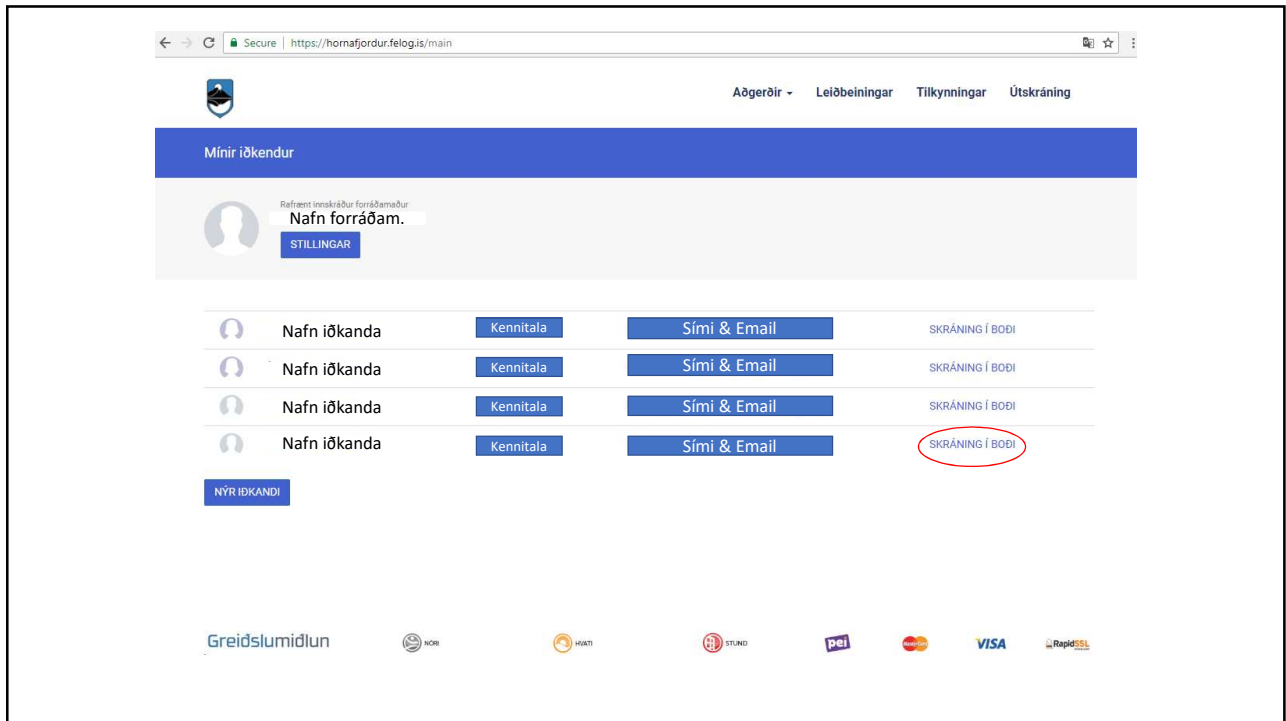 Secure | https://hornafjordur.felog.is/main
Aðgerðir Leiðbeiningar Tilkynningar Útskráning
Mínir iðkendur
Rafrænt innskráður forráðamaður
Nafn forráðam.
STILLINGAR
Nafn iðkanda Kennitala Sími & Email SKRÁNING Í BOÐI
Nafn iðkanda Kennitala Sími & Email SKRÁNING Í BOÐI
Nafn iðkanda Kennitala Sími & Email SKRÁNING Í BOÐI
Nafn iðkanda Kennitala Sími & Email SKRÁNING Í BOÐI
NÝR IÐKANDI
Greiðslumiðlun NÓRI HVATI STUND pei MasterCard VISA RapidSSL